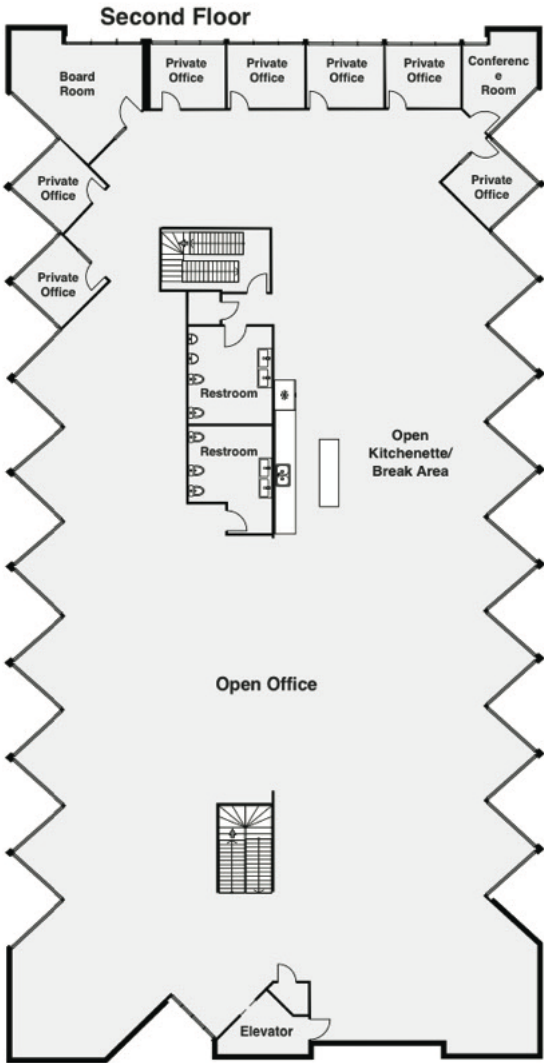 Second Floor
Board
Room
Private
Office
Private
Office
Private
Office
Private
Office
Conferenc
e
Room
Private
Office
Private
Office
Private
Office
Restroom
Restroom
Open
Kitchenette/
Break Area
Open Office
Elevator